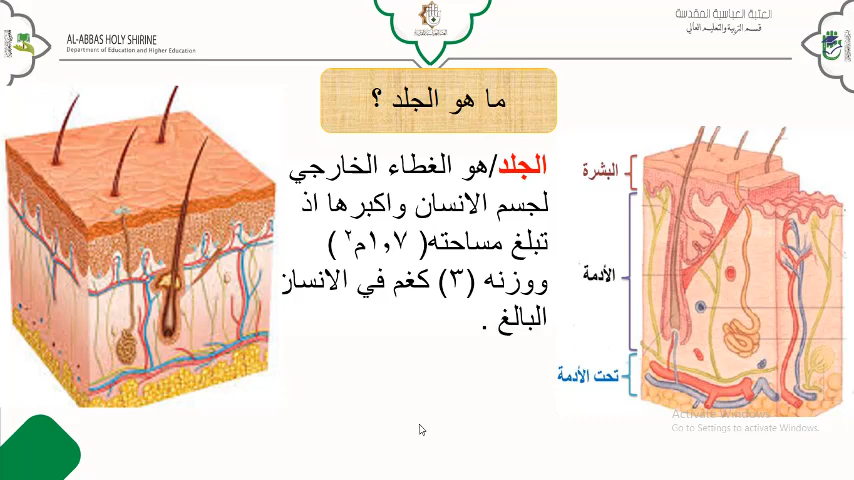 AL-ABBAS HOLY SHIRINE
Department of Education and Higher Education
العتبة العباسية المقدسة
قسم التربية والتعليم العالي
ما هو الجلد ؟
الجلد/هو الغطاء الخارجي
لجسم الانسان واكبرها اذ
تبلغ مساحته( ١,٧م٢ )
ووزنه (٣) كغم في الانسان
البالغ .
البشرة
الأدمة
تحت الأدمة
Activate Windows
Go to Settings to activate Windows.